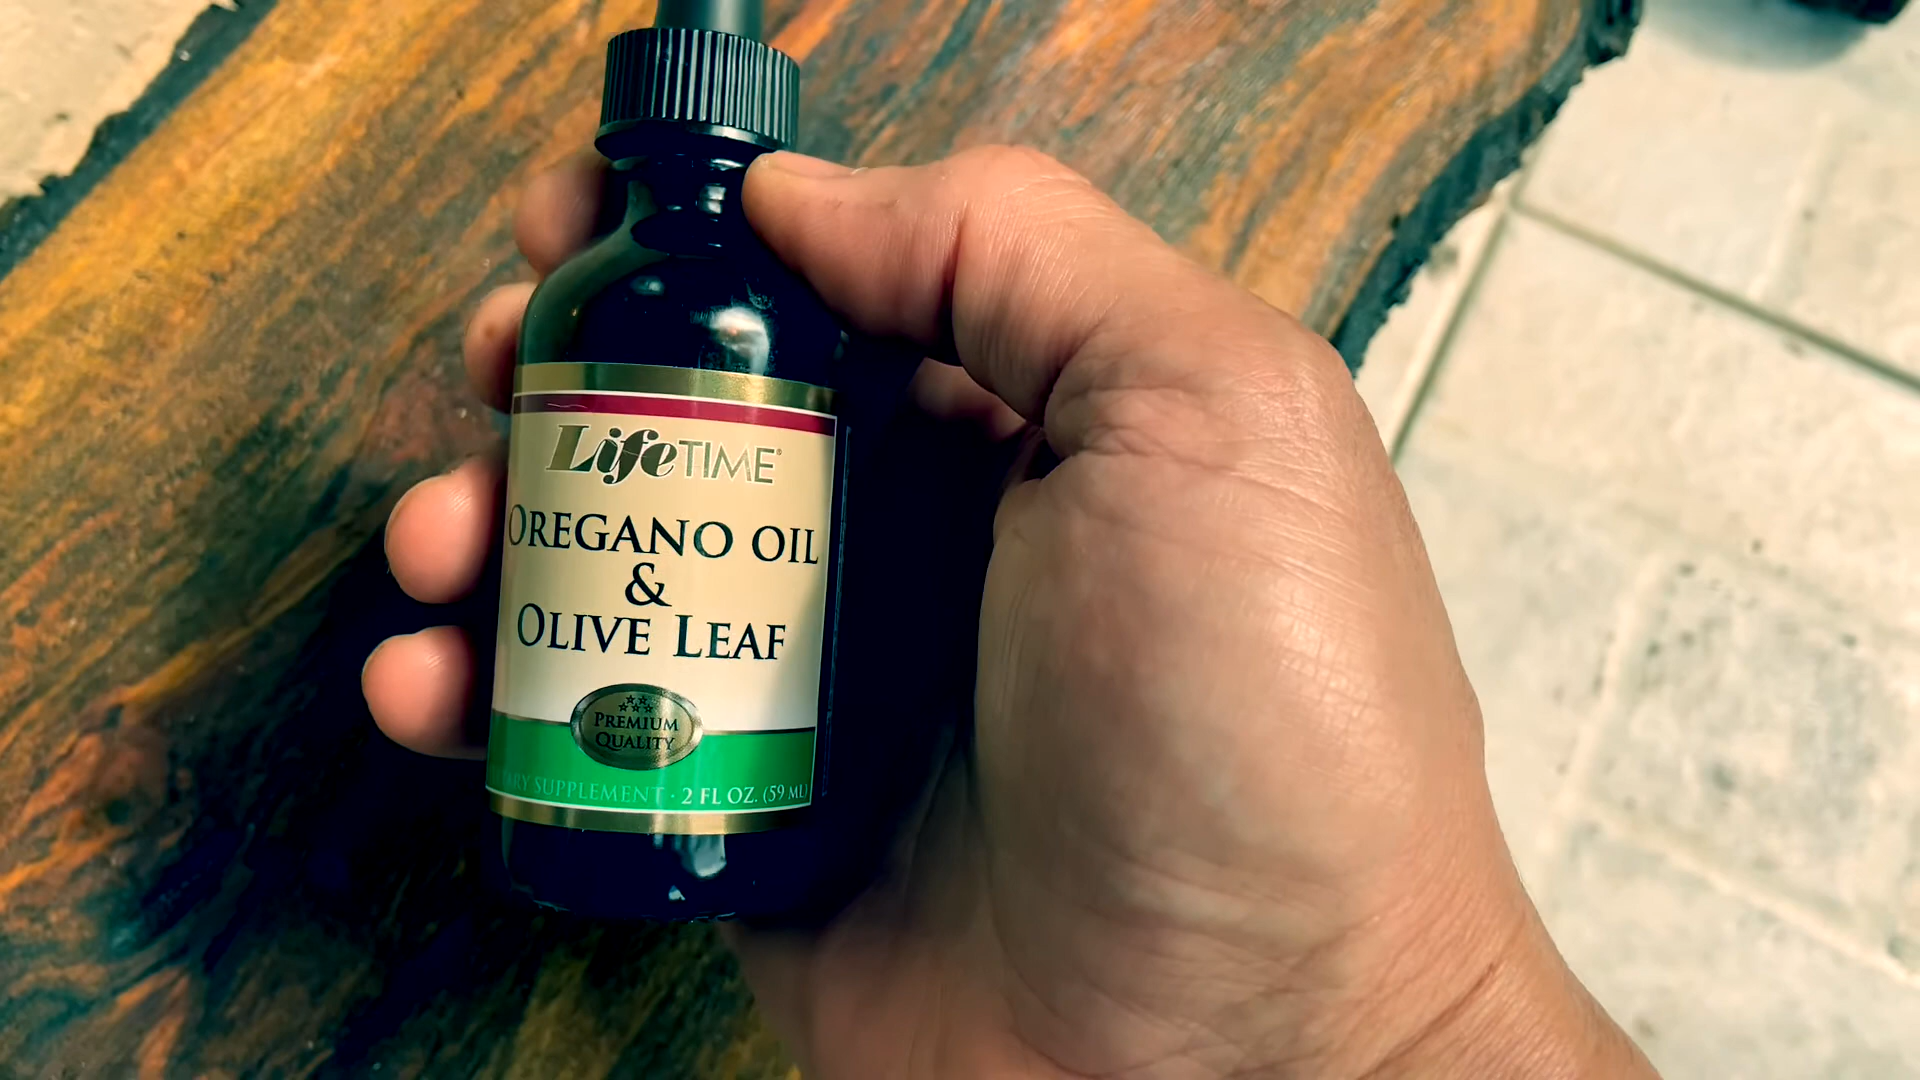 LifeTIME®
OREGANO OIL
&
OLIVE LEAF
PREMIUM
QUALITY
SUPPLEMENT · 2 FL OZ. (59 ML)